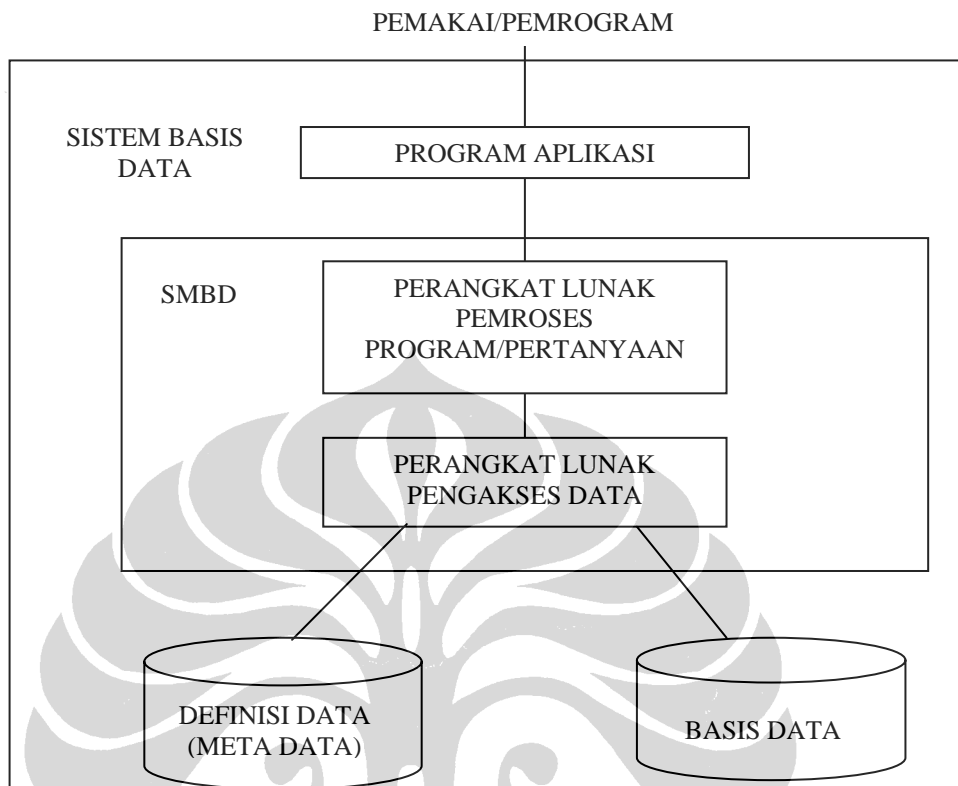 PEMAKAI/PEMROGRAM
SISTEM BASIS
DATA
PROGRAM APLIKASI
SMBD
PERANGKAT LUNAK
PEMROSES
PROGRAM/PERTANYAAN
PERANGKAT LUNAK
PENGAKSES DATA
DEFINISI DATA
(META DATA)
BASIS DATA